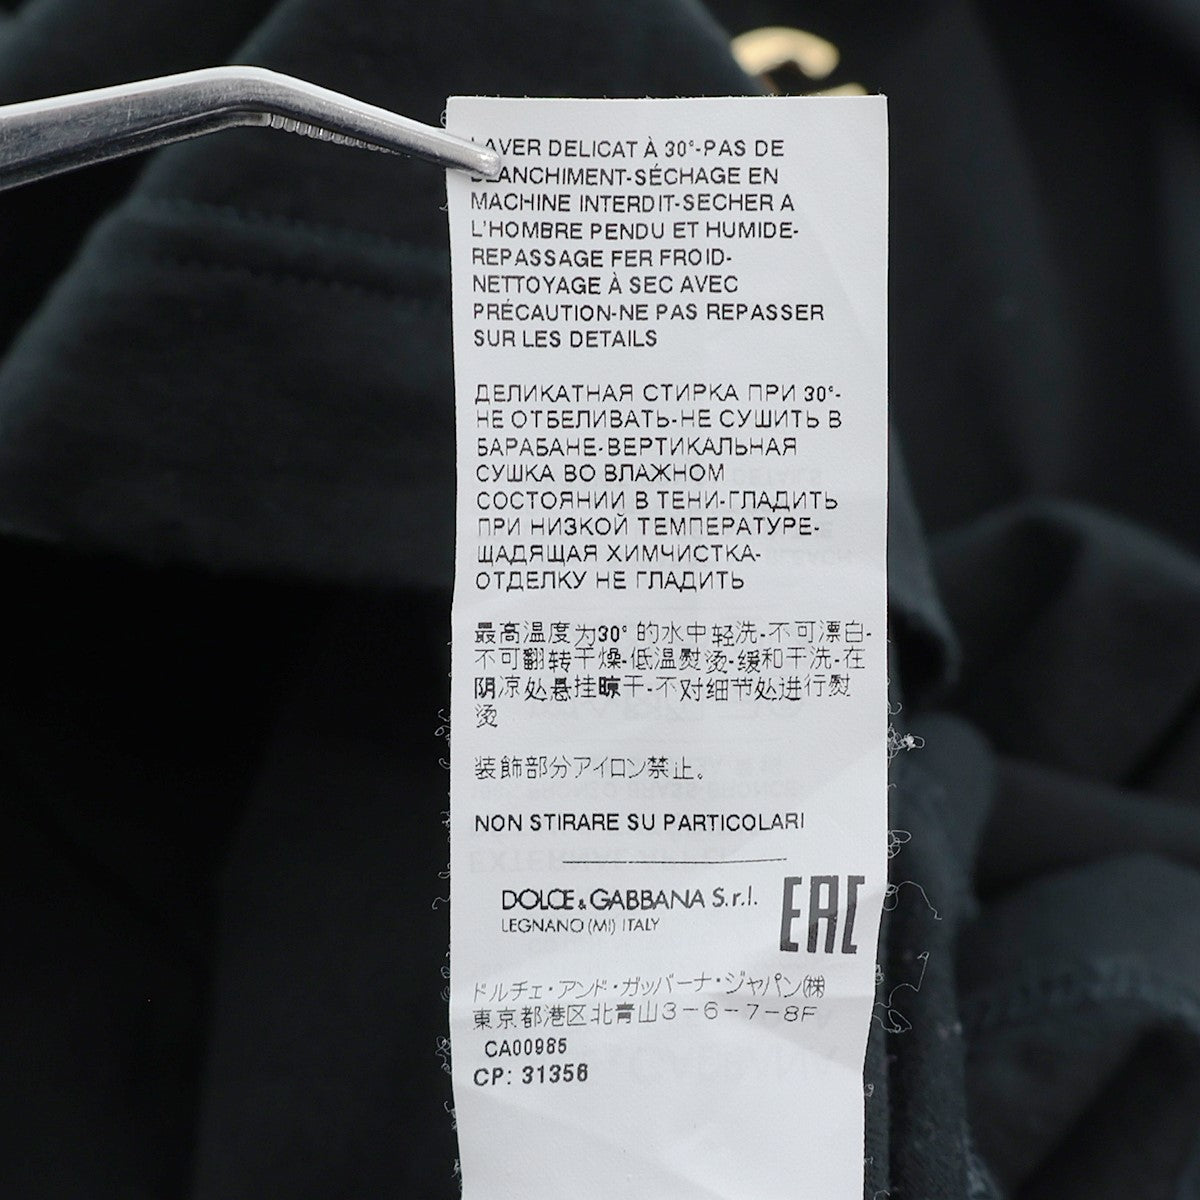 LAVER DELICAT À 30°-PAS DE
BLANCHIMENT-SÉCHAGE EN
MACHINE INTERDIT-SECHER A
L'HOMBRE PENDU ET HUMIDE-
REPASSAGE FER FROID-
NETTOYAGE À SEC AVEC
PRÉCAUTION-NE PAS REPASSER
SUR LES DETAILS
ДЕЛИКАТНАЯ СТИРКА ПРИ 30°-
НЕ ОТБЕЛИВАТЬ-НЕ СУШИТЬ В
БАРАБАНЕ-ВЕРТИКАЛЬНАЯ
СУШКА ВО ВЛАЖНОМ
СОСТОЯНИИ В ТЕНИ-ГЛАДИТЬ
ПРИ НИЗКОЙ ТЕМПЕРАТУРЕ-
ЩАДЯЩАЯ ХИМЧИСТКА-
ОТДЕЛКУ НЕ ГЛАДИТЬ
最高温度为30° 的水中轻洗-不可漂白-
不可翻转干燥-低温熨烫-缓和干洗-在
阴凉处悬挂晾干-不对细节处进行熨
烫
装飾部分アイロン禁止。
NON STIRARE SU PARTICOLARI
DOLCE & GABBANA S.r.l.
LEGNANO (MI) ITALY
EAC
ドルチェ・アンド・ガッバーナ・ジャパン㈱
東京都港区北青山3-6-7-8F
CA00985
CP: 31356